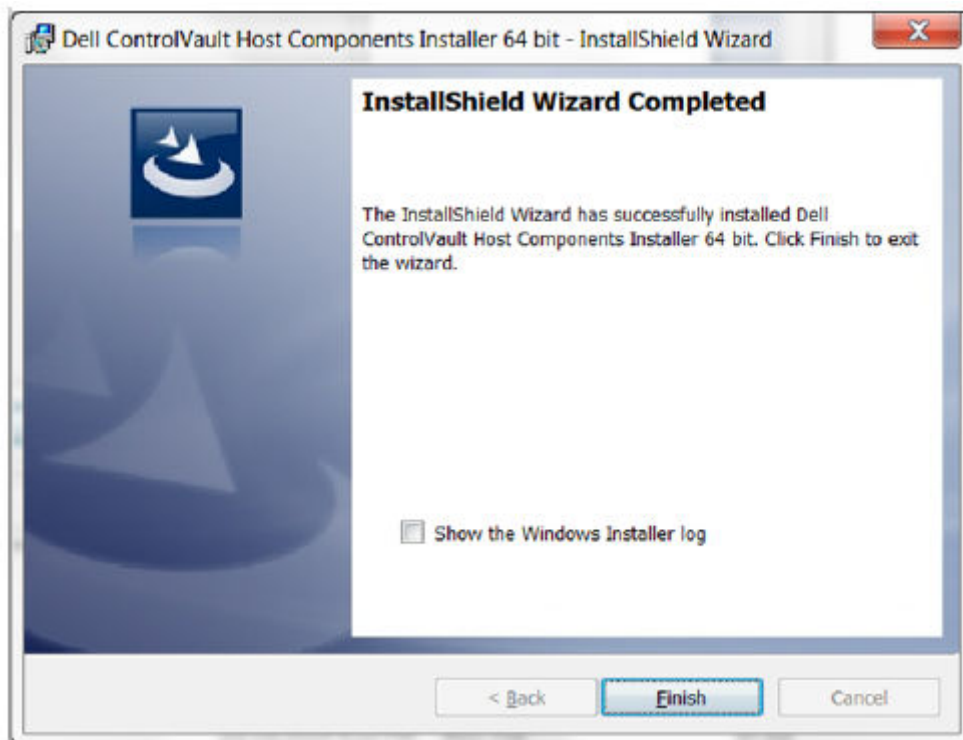 Dell ControlVault Host Components Installer 64 bit - InstallShield Wizard
InstallShield Wizard Completed
The InstallShield Wizard has successfully installed Dell
ControlVault Host Components Installer 64 bit. Click Finish to exit
the wizard.
Show the Windows Installer log
< Back
Finish
Cancel